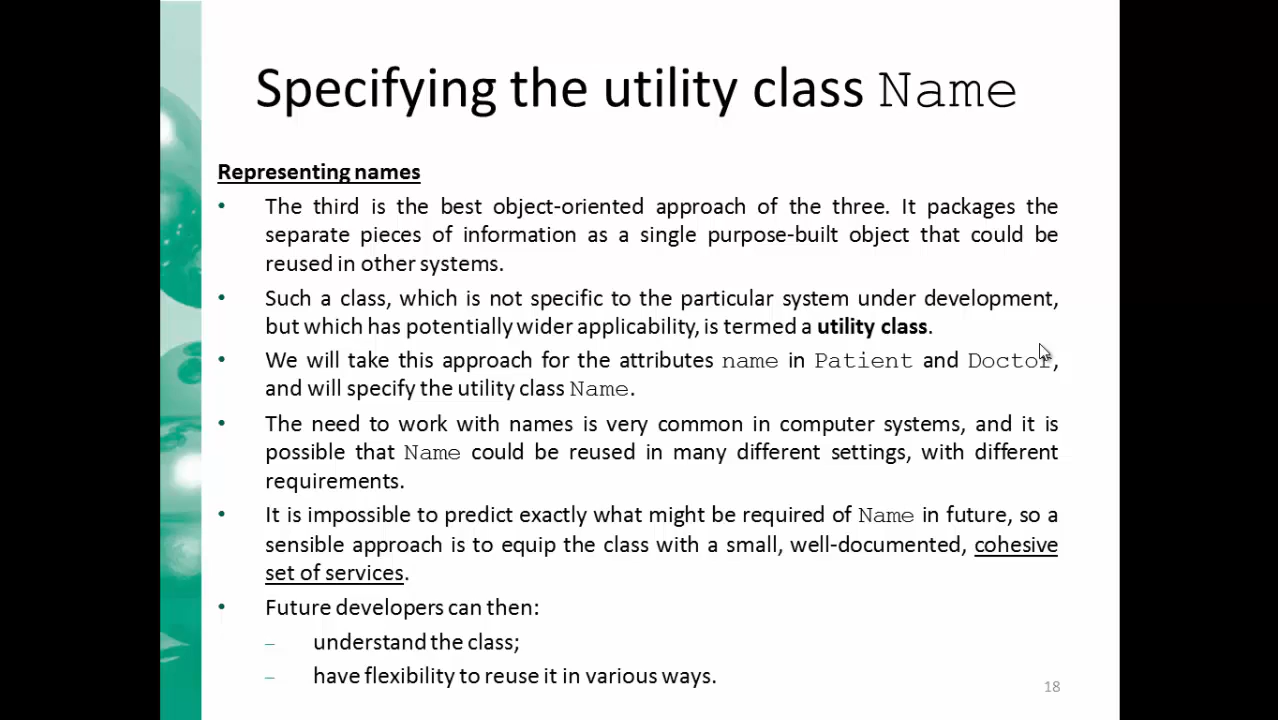 Specifying the utility class Name
Representing names
• The third is the best object-oriented approach of the three. It packages the
separate pieces of information as a single purpose-built object that could be
reused in other systems.
• Such a class, which is not specific to the particular system under development,
but which has potentially wider applicability, is termed a utility class.
• We will take this approach for the attributes name in Patient and Doctor,
and will specify the utility class Name.
• The need to work with names is very common in computer systems, and it is
possible that Name could be reused in many different settings, with different
requirements.
• It is impossible to predict exactly what might be required of Name in future, so a
sensible approach is to equip the class with a small, well-documented, cohesive
set of services.
• Future developers can then:
– understand the class;
– have flexibility to reuse it in various ways.
18